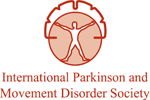 International Parkinson and
Movement Disorder Society